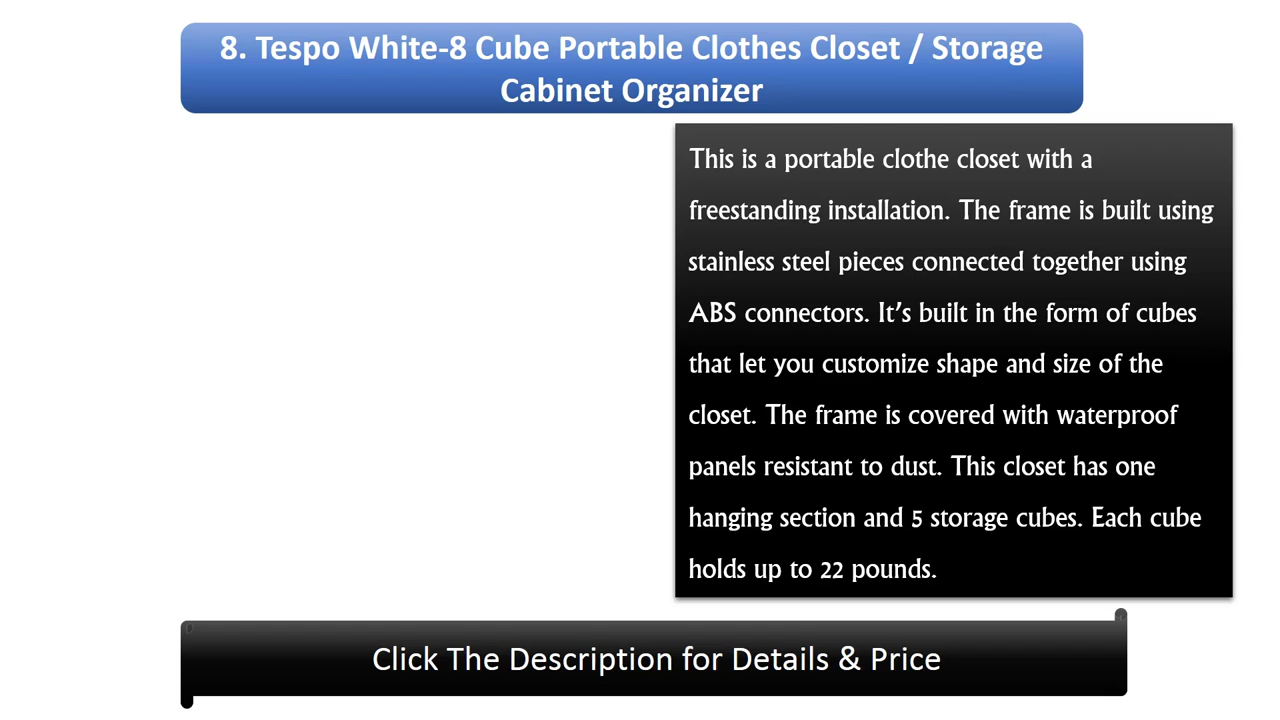 8. Tespo White-8 Cube Portable Clothes Closet / Storage
Cabinet Organizer
This is a portable clothe closet with a
freestanding installation. The frame is built using
stainless steel pieces connected together using
ABS connectors. It’s built in the form of cubes
that let you customize shape and size of the
closet. The frame is covered with waterproof
panels resistant to dust. This closet has one
hanging section and 5 storage cubes. Each cube
holds up to 22 pounds.
Click The Description for Details & Price